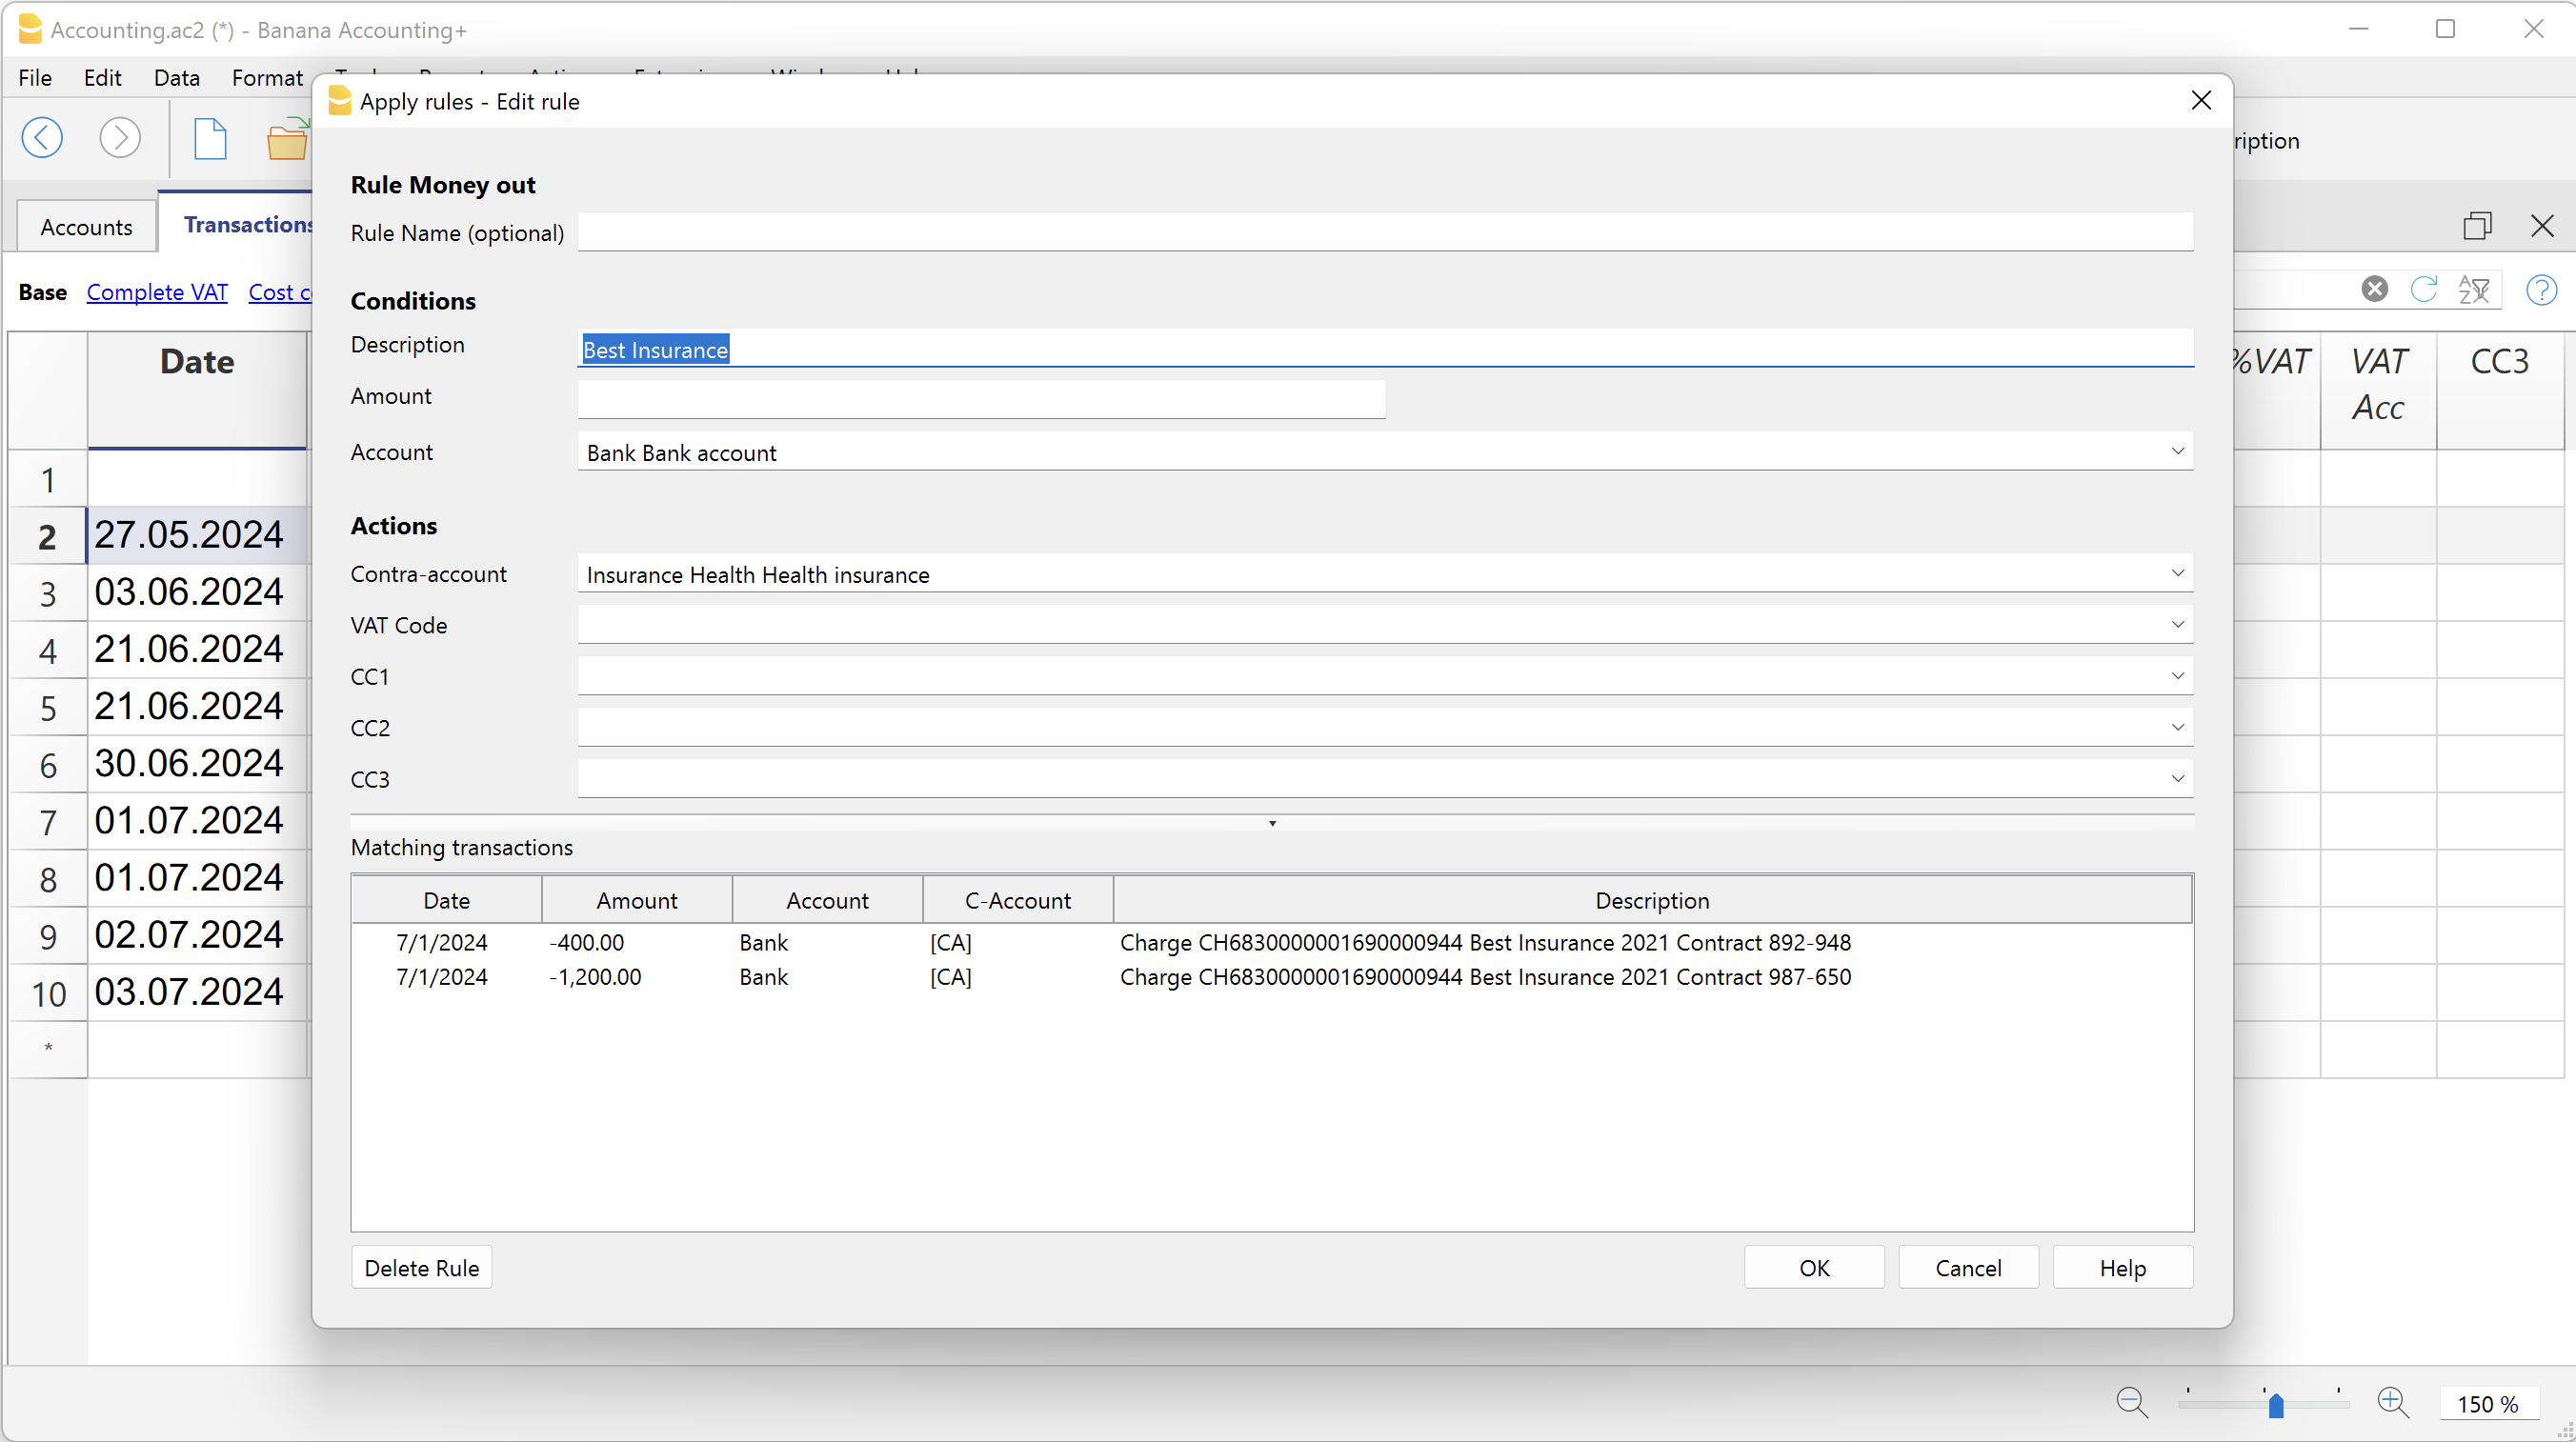 Accounting.ac2 (*) - Banana Accounting+
File Edit Data Format
Apply rules - Edit rule
Rule Money out
Rule Name (optional)
Accounts Transactions
Base Complete VAT Cost
Conditions
Description Best Insurance
Amount
Account Bank Bank account
Actions
Contra-account Insurance Health Health insurance
VAT Code
CC1
CC2
CC3
Matching transactions
Date Amount Account C-Account Description
7/1/2024 -400.00 Bank [CA] Charge CH6830000001690000944 Best Insurance 2021 Contract 892-948
7/1/2024 -1,200.00 Bank [CA] Charge CH6830000001690000944 Best Insurance 2021 Contract 987-650
Delete Rule OK Cancel Help
Date %VAT VAT Acc CC3
1
2 27.05.2024
3 03.06.2024
4 21.06.2024
5 21.06.2024
6 30.06.2024
7 01.07.2024
8 01.07.2024
9 02.07.2024
10 03.07.2024
*
150 %